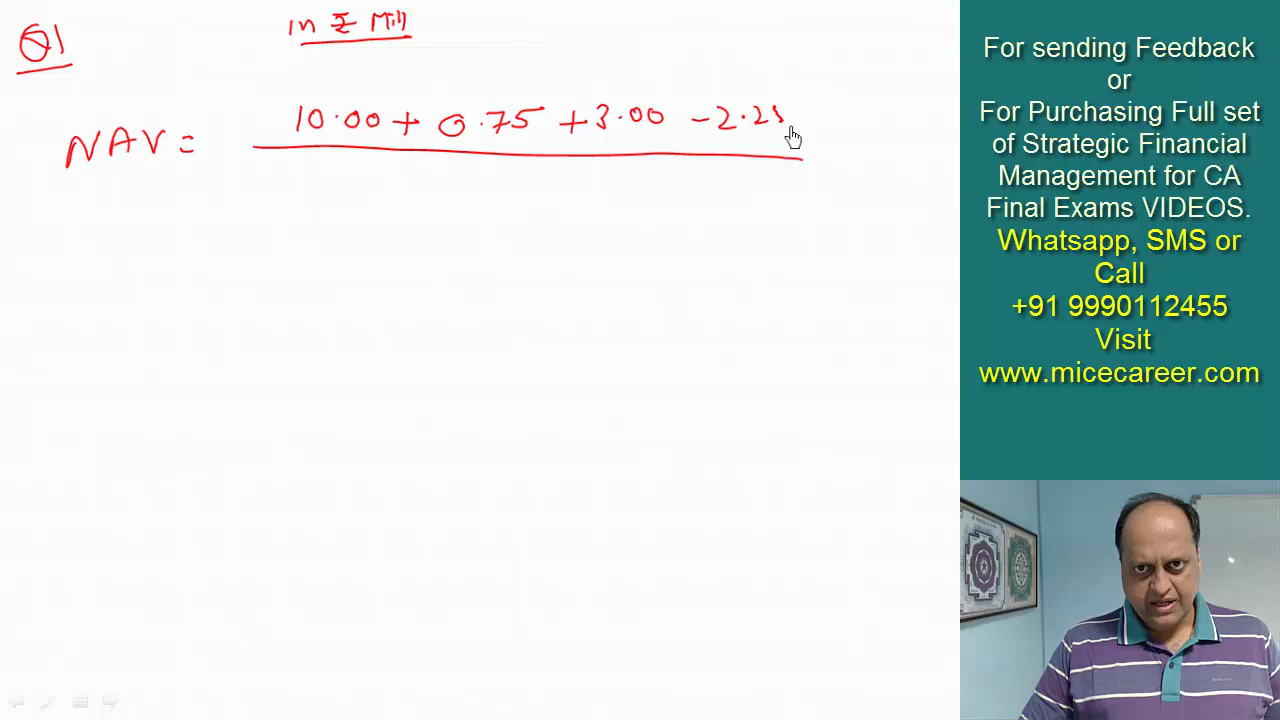 Q1
In ₹ Mill
NAV = 10.00 + 0.75 + 3.00 - 2.25
For sending Feedback
or
For Purchasing Full set
of Strategic Financial
Management for CA
Final Exams VIDEOS.
Whatsapp, SMS or
Call
+91 9990112455
Visit
www.micecareer.com